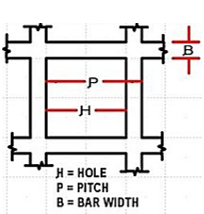 B
P
H
H = HOLE
P = PITCH
B = BAR WIDTH